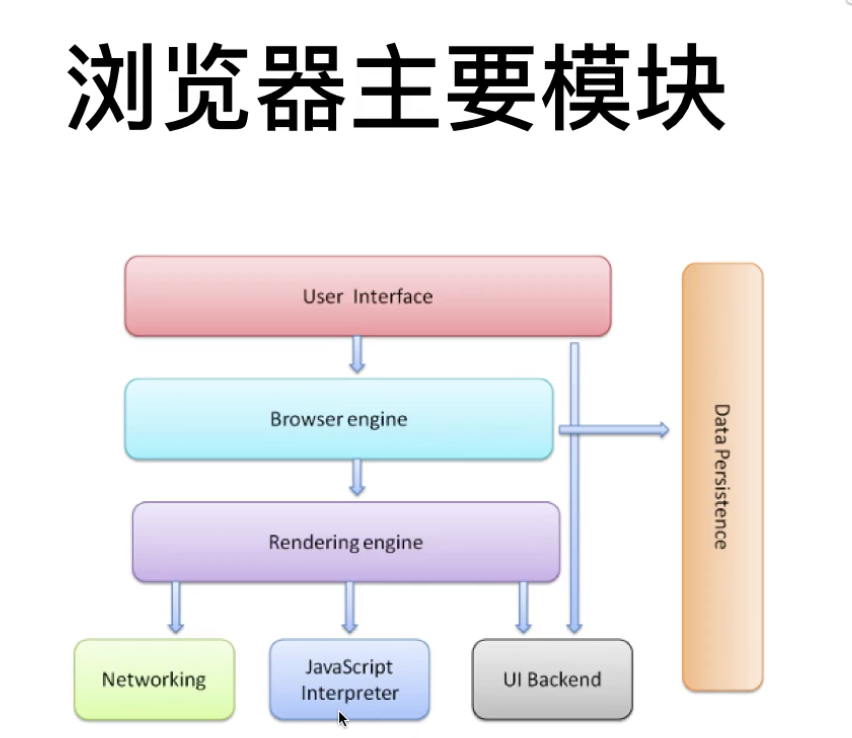 浏览器主要模块
User Interface
Browser engine
Data Persistence
Rendering engine
Networking
JavaScript
Interpreter
UI Backend